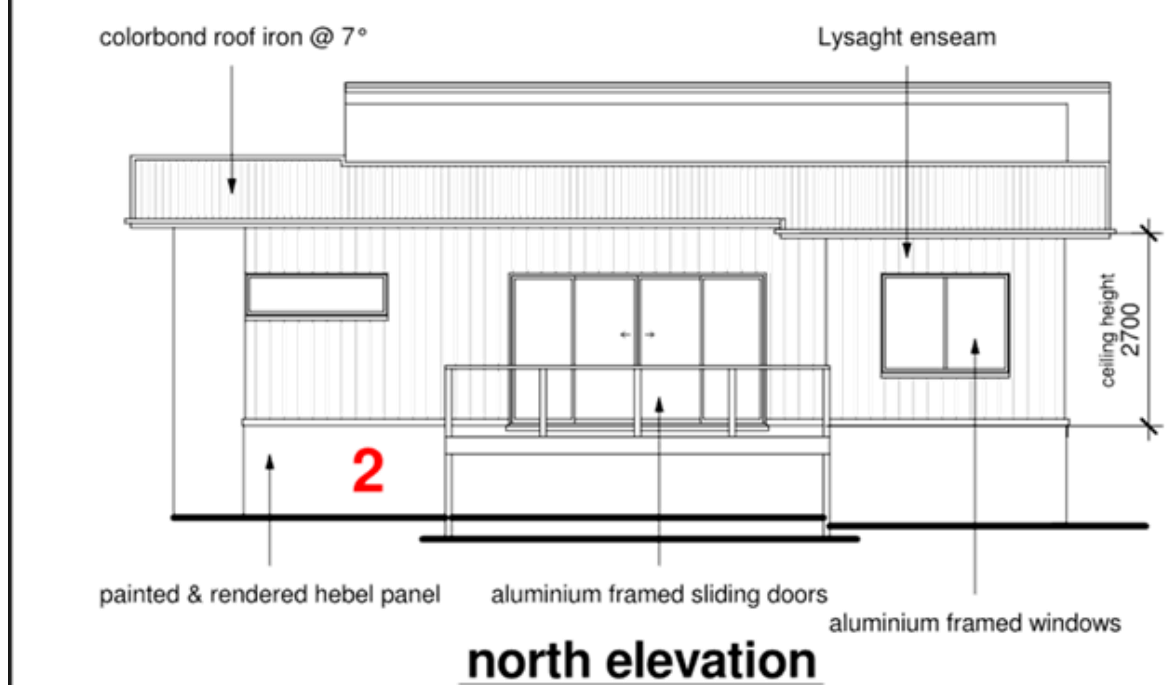 colorbond roof iron @ 7°
Lysaght enseam
ceiling height
2700
2
painted & rendered hebel panel
aluminium framed sliding doors
aluminium framed windows
north elevation